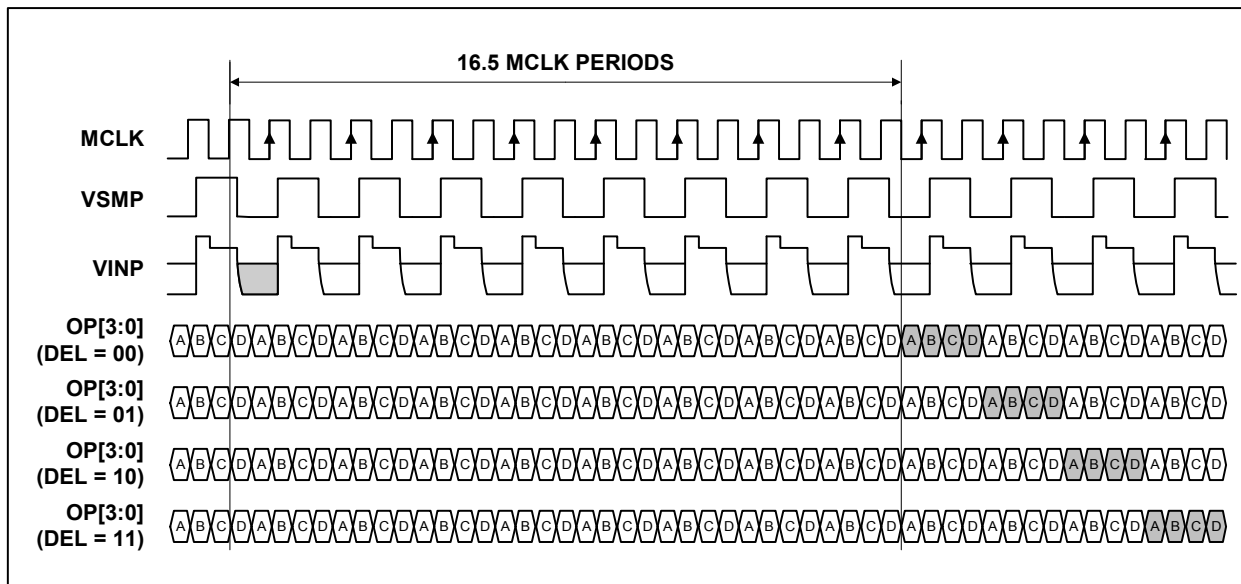 16.5 MCLK PERIODS
MCLK
VSMP
VINP
OP[3:0]
(DEL = 00)
A B C D A B C D A B C D A B C D A B C D A B C D A B C D A B C D A B C D A B C D A B C D A B C D A B C D
OP[3:0]
(DEL = 01)
A B C D A B C D A B C D A B C D A B C D A B C D A B C D A B C D A B C D A B C D A B C D A B C D A B C D
OP[3:0]
(DEL = 10)
A B C D A B C D A B C D A B C D A B C D A B C D A B C D A B C D A B C D A B C D A B C D A B C D A B C D
OP[3:0]
(DEL = 11)
A B C D A B C D A B C D A B C D A B C D A B C D A B C D A B C D A B C D A B C D A B C D A B C D A B C D